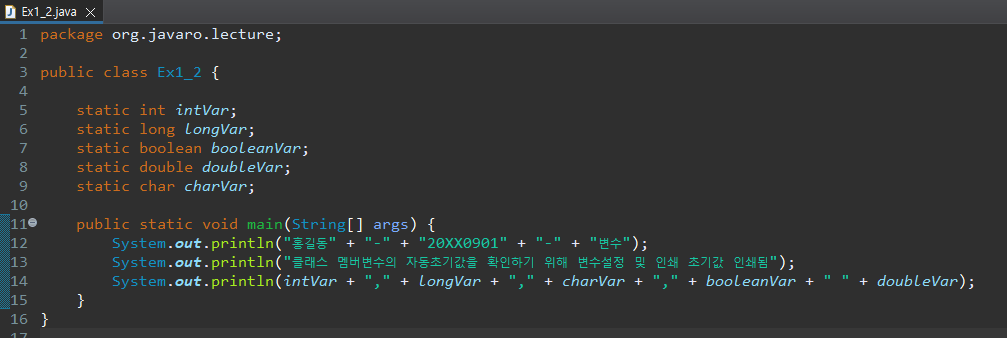 Ex1_2.java
1 package org.javaro.lecture;
2
3 public class Ex1_2 {
4
5 static int intVar;
6 static long longVar;
7 static boolean booleanVar;
8 static double doubleVar;
9 static char charVar;
10
11 public static void main(String[] args) {
12 System.out.println("홍길동" + "-" + "20XX0901" + "-" + "변수");
13 System.out.println("클래스 멤버변수의 자동초기값을 확인하기 위해 변수설정 및 인쇄 초기값 인쇄됨");
14 System.out.println(intVar + "," + longVar + "," + charVar + "," + booleanVar + " " + doubleVar);
15 }
16 }
17